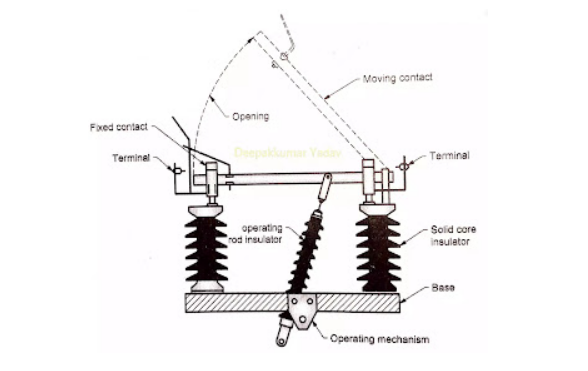 Moving contact
Opening
Fixed contact
Deepakkumar Yadav
Terminal
Terminal
operating
rod insulator
Solid core
insulator
Base
Operating mechanism